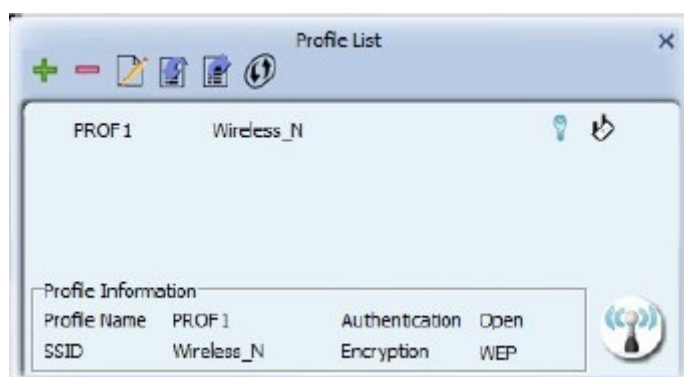 Profile List
PROF1 Wireless_N
Profile Information
Profile Name PROF1 Authentication Open
SSID Wireless_N Encryption WEP